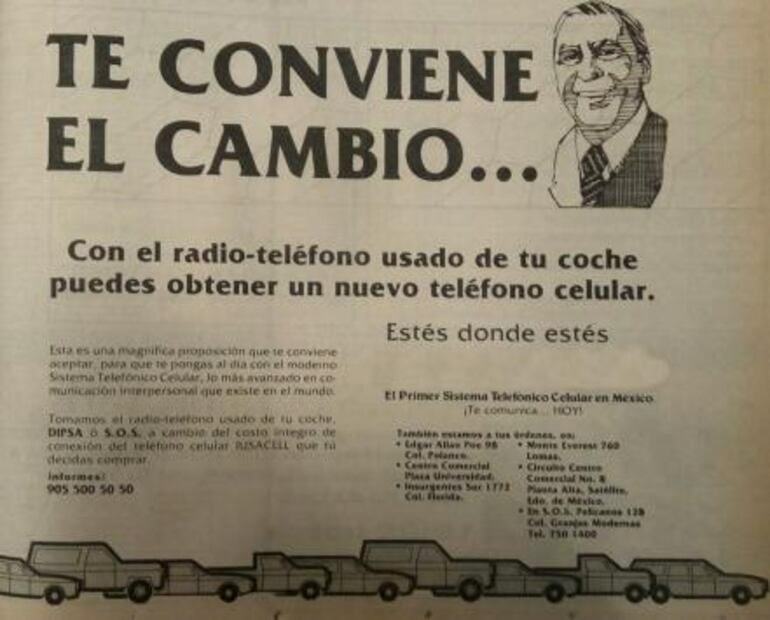 TE CONVIENE
EL CAMBIO...
Con el radio-teléfono usado de tu coche
puedes obtener un nuevo teléfono celular.
Esta es una magnífica proposición que te conviene
aceptar, para que te pongas al día con el moderno
Sistema Telefónico Celular, lo más avanzado en co-
municación interpersonal que existe en el mundo.
Tomamos el radio-teléfono usado de tu coche,
DIPSA ó S.O.S. a cambio del costo íntegro de
conexión del teléfono celular IUSACELL que tú
decidas comprar.
Informes:
905 500 50 50
Estés donde estés
El Primer Sistema Telefónico Celular en México
¡Te comunica... HOY!
También estamos a tus órdenes, en:
• Edgar Allan Poe 98
Col. Polanco.
• Centro Comercial
Plaza Universidad.
• Insurgentes Sur 1772
Col. Florida.
• Monte Everest 760
Lomas.
• Circuito Centro
Comercial No. 8
Planta Alta, Satélite,
Edo. de México.
• En S.O.S. Pelícanos 128
Col. Granjas Modernas
Tel. 750 1400